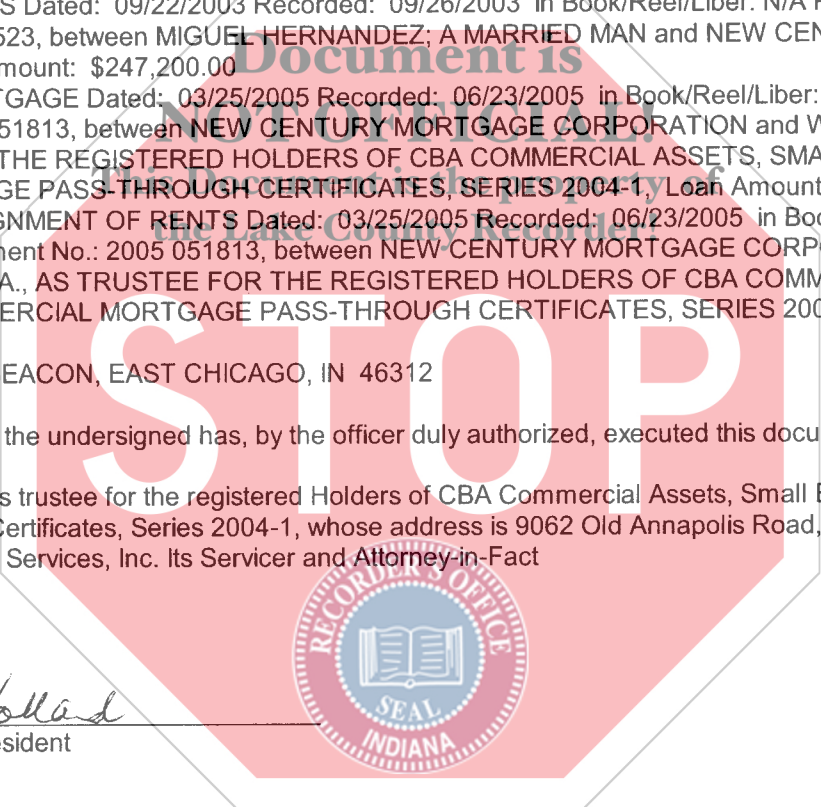 S Dated: 09/22/2003 Recorded: 09/26/2003 in Book/Reel/Liber: N/A
523, between MIGUEL HERNANDEZ; A MARRIED MAN and NEW CEN
mount: $247,200.00
Document is
TGAGE Dated: 03/25/2005 Recorded: 06/23/2005 in Book/Reel/Liber:
NOT OFFICIAL!
51813, between NEW CENTURY MORTGAGE CORPORATION and W
THE REGISTERED HOLDERS OF CBA COMMERCIAL ASSETS, SMA
This Document is the property of
GE PASS-THROUGH CERTIFICATES, SERIES 2004-1, Loan Amount
GNMENT OF RENTS Dated: 03/25/2005 Recorded: 06/23/2005 in Boo
the Lake County Recorder!
ment No.: 2005 051813, between NEW CENTURY MORTGAGE CORP
A., AS TRUSTEE FOR THE REGISTERED HOLDERS OF CBA COMM
ERCIAL MORTGAGE PASS-THROUGH CERTIFICATES, SERIES 200
STOP
EACON, EAST CHICAGO, IN 46312
the undersigned has, by the officer duly authorized, executed this docu
s trustee for the registered Holders of CBA Commercial Assets, Small B
Certificates, Series 2004-1, whose address is 9062 Old Annapolis Road,
Services, Inc. Its Servicer and Attorney-in-Fact
RECORDER'S OFFICE
SEAL
INDIANA
olland
esident